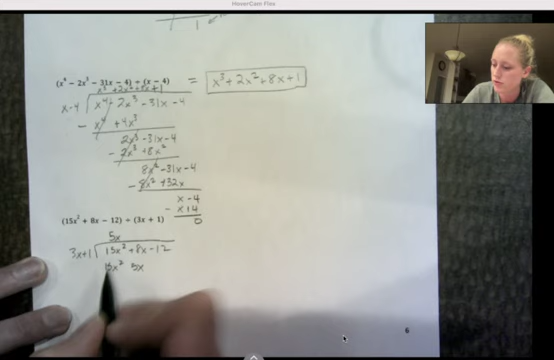 HoverCam Flex
(x⁴ − 2x³ − 31x − 4) ÷ (x − 4) = x³+2x²+8x+1
x³+2x²+8x+1
x-4 x⁴-2x³-31x-4
- x⁴ +4x³
2x³-31x-4
- 2x³ +8x²
8x²-31x-4
- 8x² +32x
x-4
- x+4
0
(15x² + 8x − 12) ÷ (3x + 1)
5x
3x+1 15x²+8x-12
15x² 5x
6